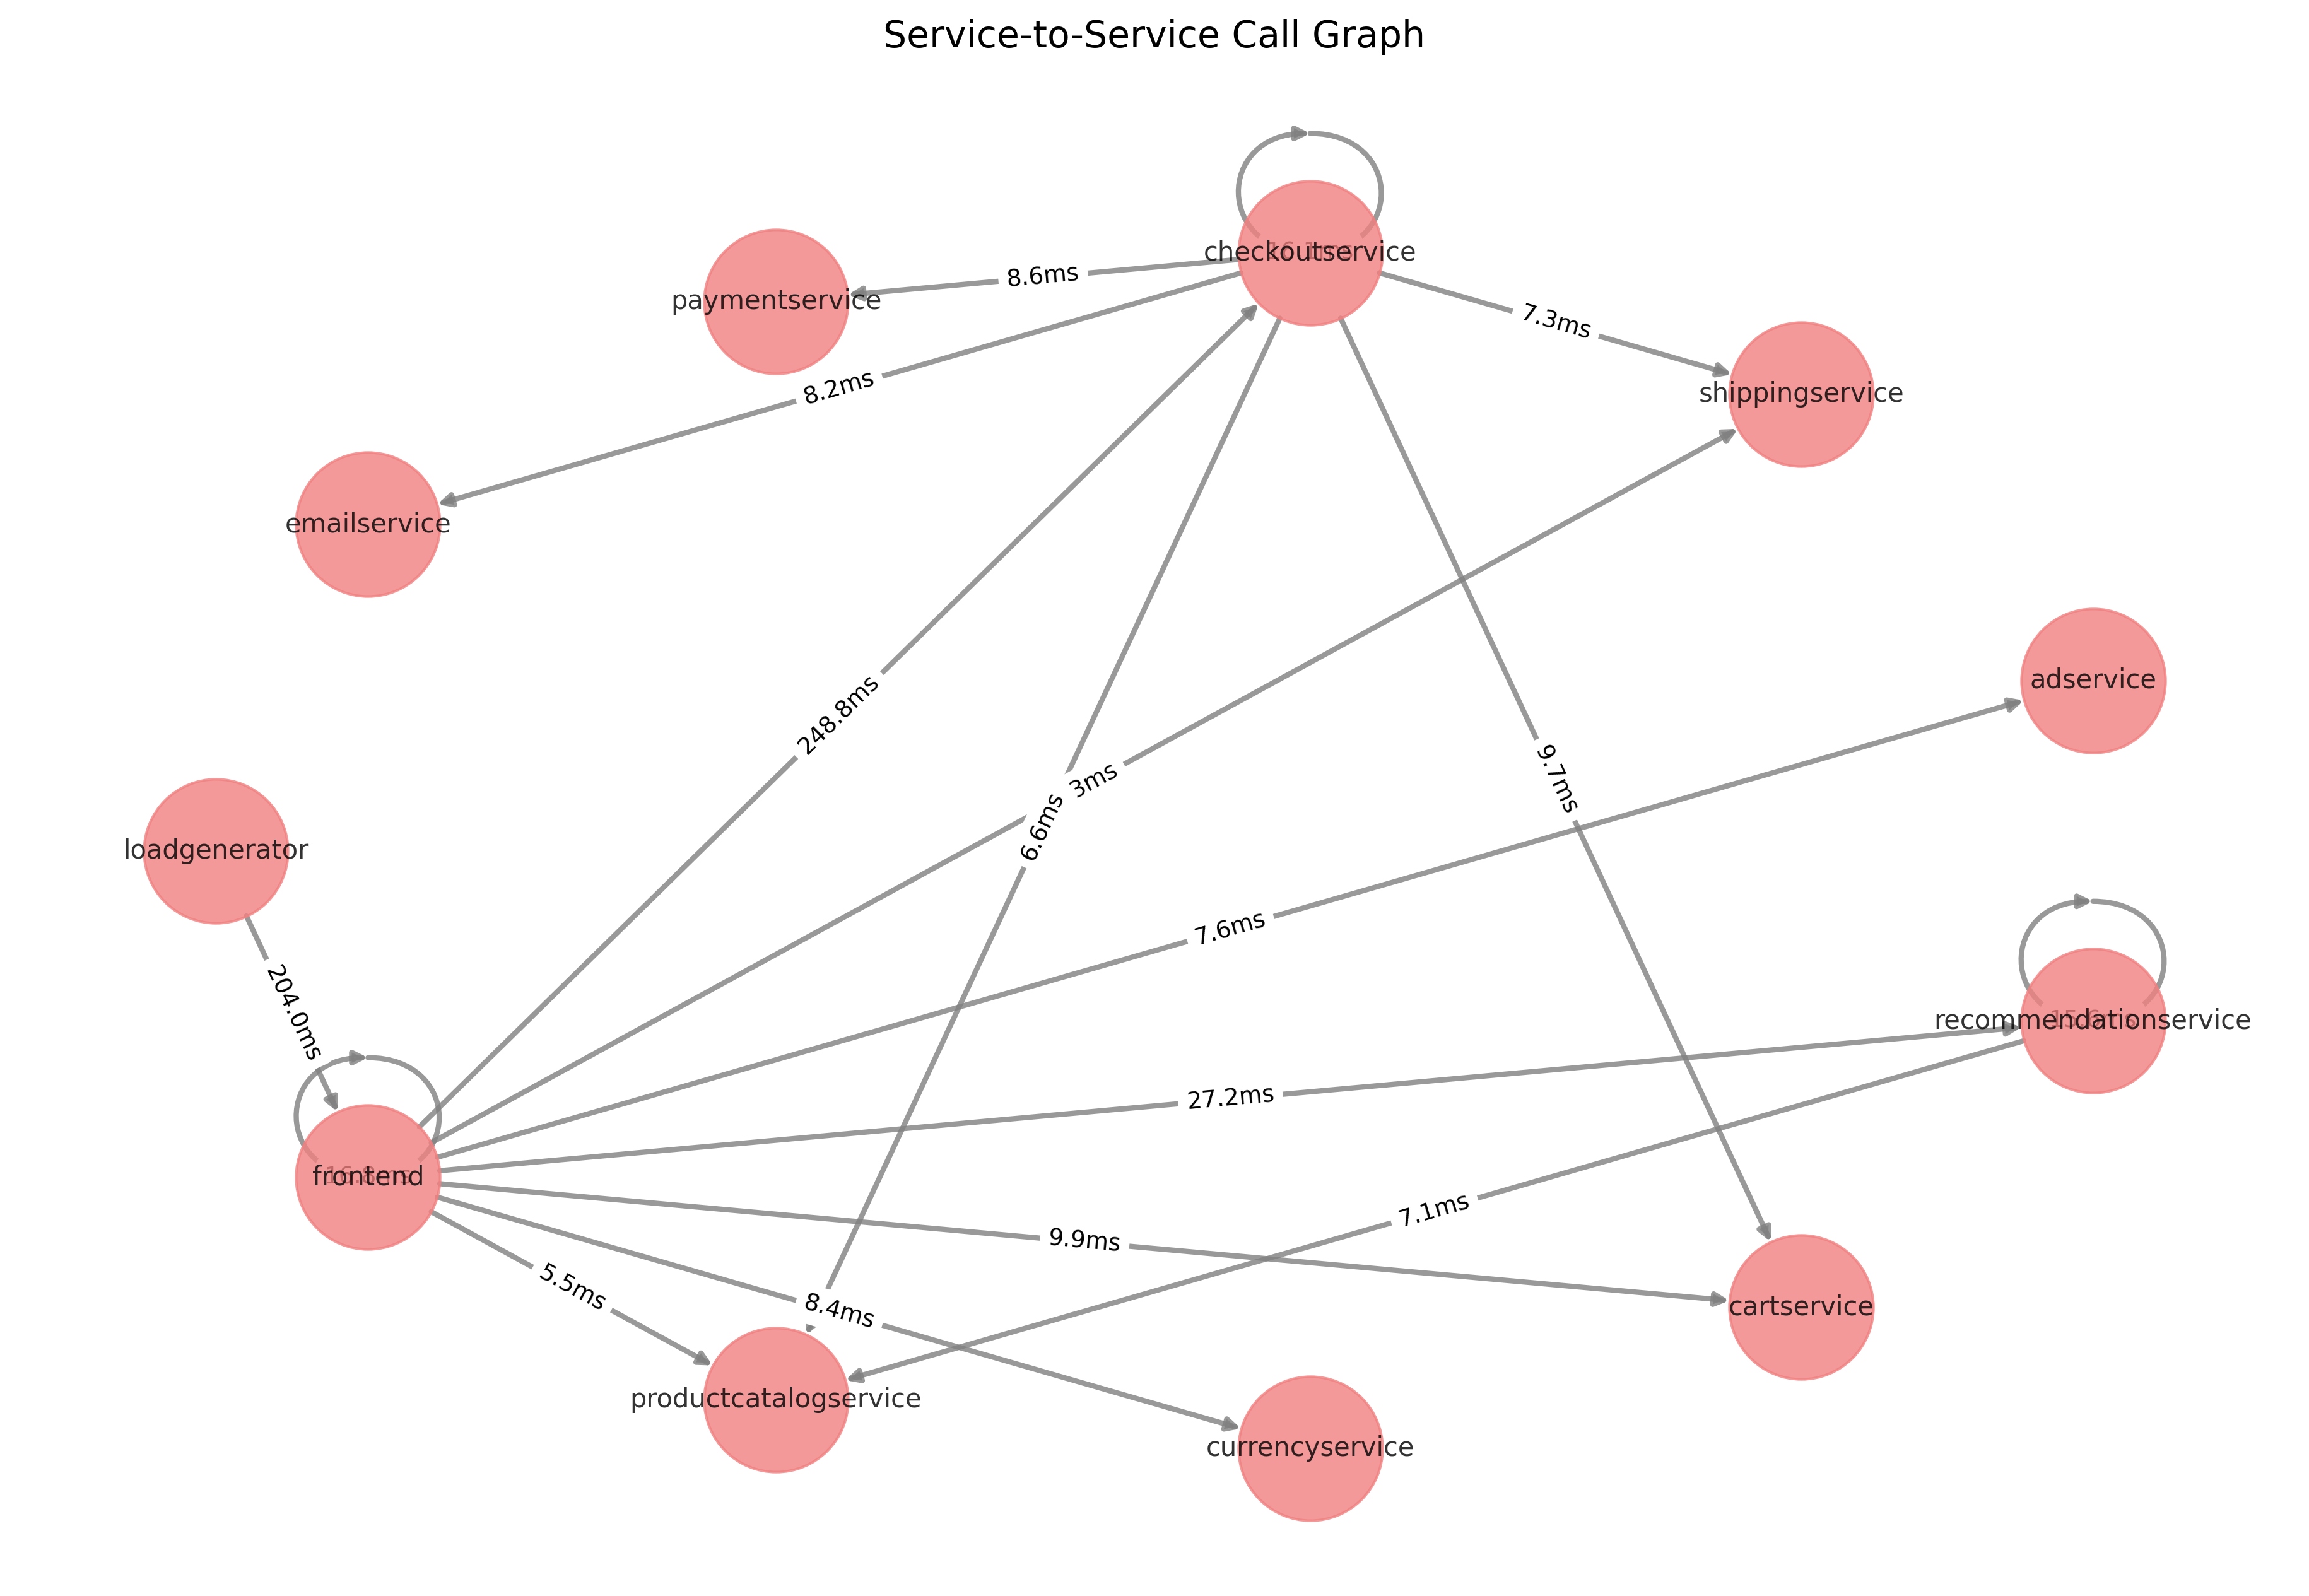 Service-to-Service Call Graph
checkoutservice
8.6ms
paymentservice
7.3ms
8.2ms
shippingservice
emailservice
adservice
248.8ms
3ms
9.7ms
6.6ms
loadgenerator
7.6ms
204.0ms
recommendationservice
27.2ms
frontend
7.1ms
9.9ms
5.5ms
8.4ms
cartservice
productcatalogservice
currencyservice